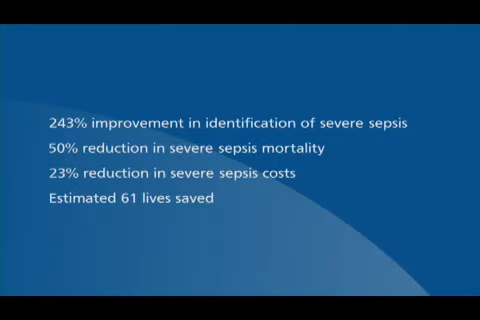 243% improvement in identification of severe sepsis
50% reduction in severe sepsis mortality
23% reduction in severe sepsis costs
Estimated 61 lives saved